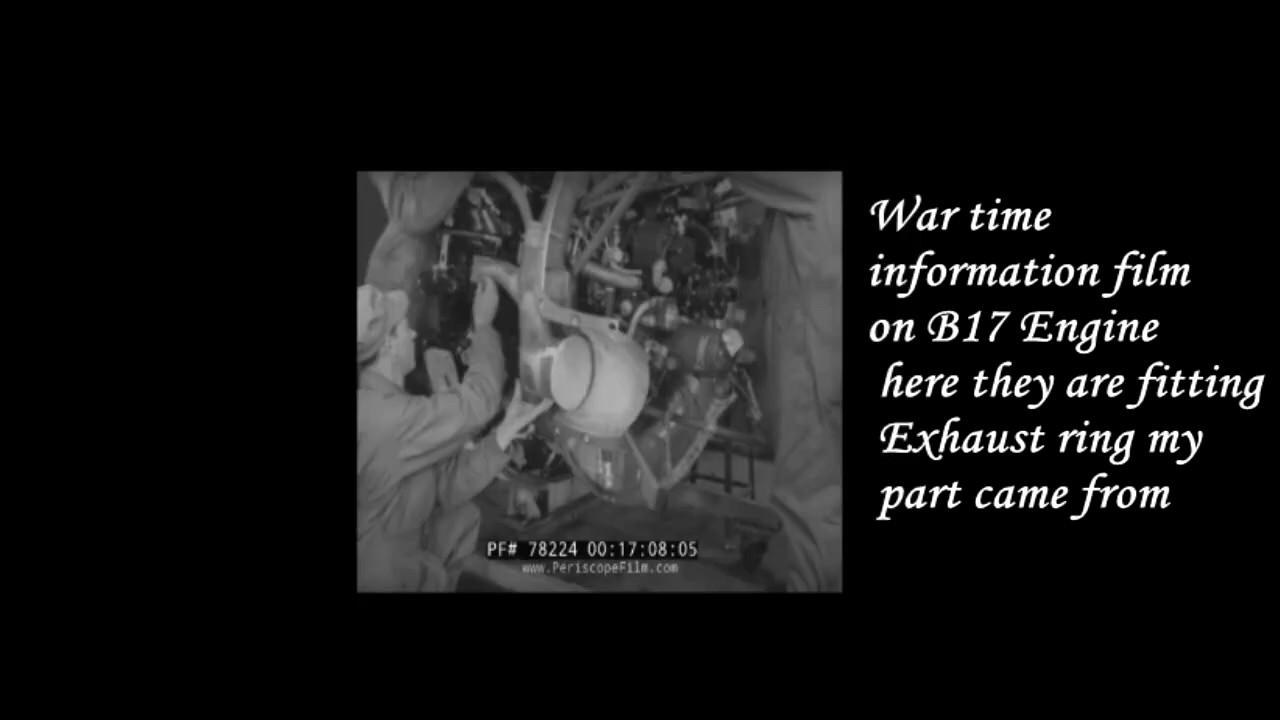 War time
information film
on B17 Engine
here they are fitting
Exhaust ring my
part came from
PF# 78224 00:17:08:05
www.PeriscopeFilm.com